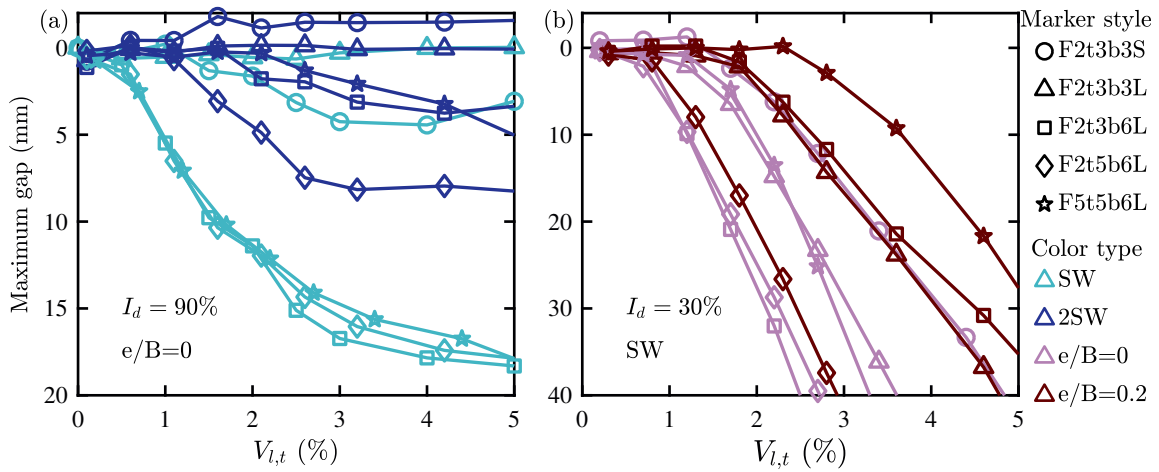 (a)
(b)
Marker style
F2t3b3S
F2t3b3L
F2t3b6L
F2t5b6L
F5t5b6L
Color type
SW
2SW
e/B=0
e/B=0.2
Maximum gap (mm)
0
5
10
15
20
I_d = 90%
e/B=0
0 1 2 3 4 5
V_{l,t} (%)
0
10
20
30
40
I_d = 30%
SW
0 1 2 3 4 5
V_{l,t} (%)